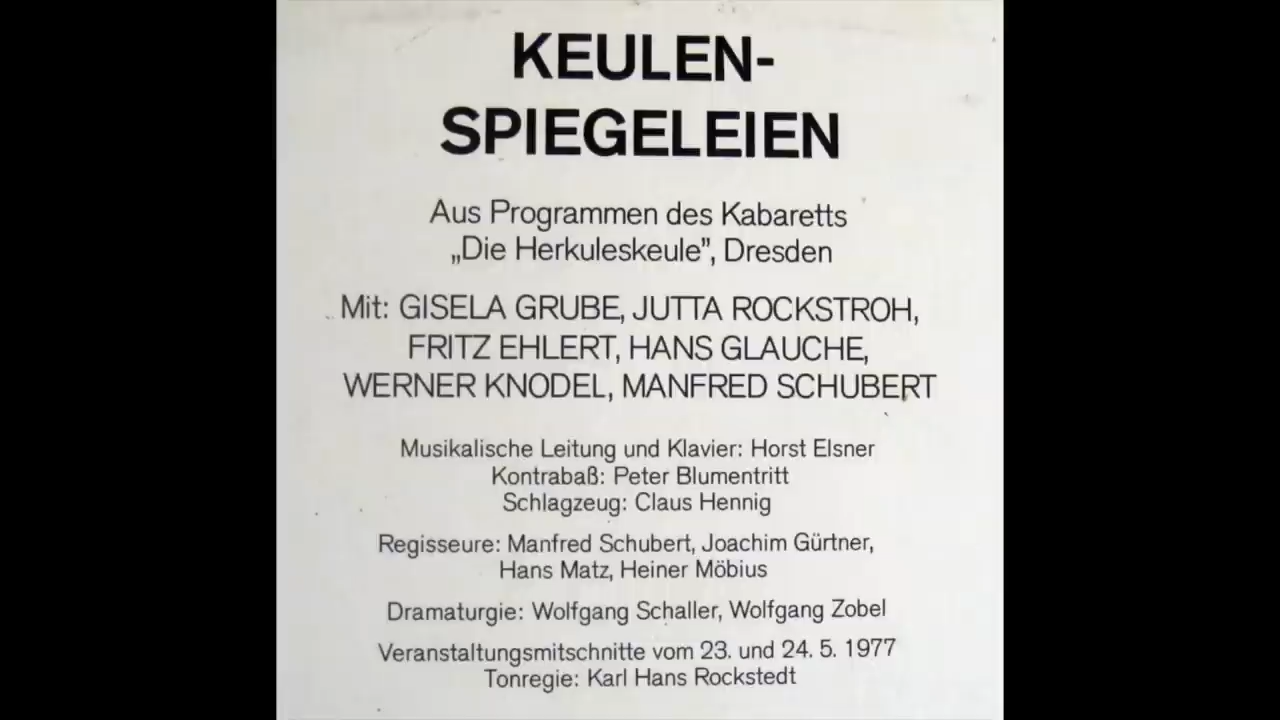 KEULEN-
SPIEGELEIEN
Aus Programmen des Kabaretts
„Die Herkuleskeule”, Dresden
Mit: GISELA GRUBE, JUTTA ROCKSTROH,
FRITZ EHLERT, HANS GLAUCHE,
WERNER KNODEL, MANFRED SCHUBERT
Musikalische Leitung und Klavier: Horst Elsner
Kontrabaß: Peter Blumentritt
Schlagzeug: Claus Hennig
Regisseure: Manfred Schubert, Joachim Gürtner,
Hans Matz, Heiner Möbius
Dramaturgie: Wolfgang Schaller, Wolfgang Zobel
Veranstaltungsmitschnitte vom 23. und 24. 5. 1977
Tonregie: Karl Hans Rockstedt